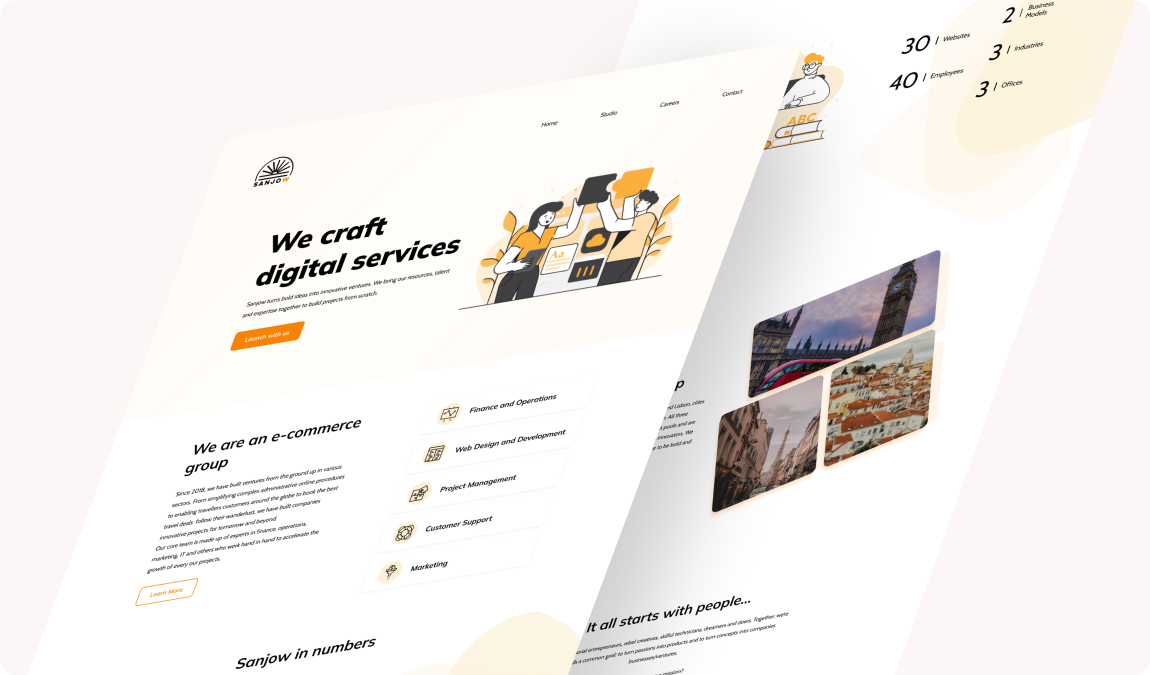 Home
Studio
Careers
Contact
SANJOW
We craft
digital services
Sanjow turns bold ideas into innovative ventures. We bring our resources, talent
and expertise together to build projects from scratch.
Launch with us
Aa
We are an e-commerce
group
Since 2018, we have built ventures from the ground up in various
sectors. From simplifying complex administrative online procedures
to enabling travellers customers around the globe to book the best
travel deals follow their wanderlust, we have built companies
innovative projects for tomorrow and beyond.
Our core team is made up of experts in finance, operations,
marketing, IT and others who work hand in hand to accelerate the
growth of every our projects.
Learn More
Finance and Operations
Web Design and Development
Project Management
Customer Support
Marketing
Sanjow in numbers
30 | Websites
40 | Employees
2 | Business
Models
3 | Industries
3 | Offices
ABC
p
nd Lisbon, cities
. All three
pools and are
innovators. We
e to be bold and
It all starts with people...
entrepreneurs, rebel creatives, skilful technicians, dreamers and doers. Together, we're
a common goal: to turn passions into products and to turn concepts into companies
businesses/ventures.
mission?